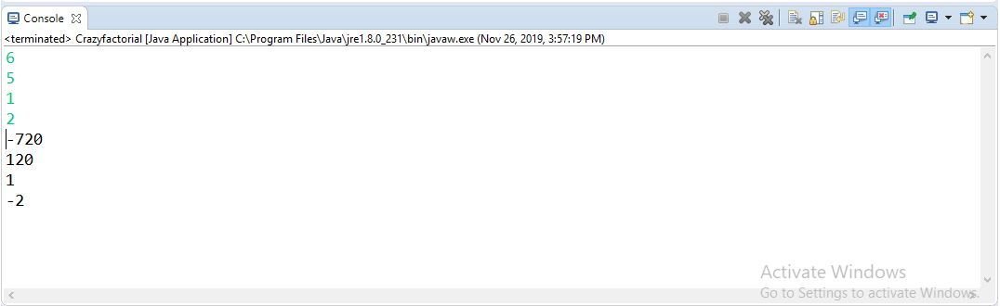 Console
<terminated> Crazyfactorial [Java Application] C:\Program Files\Java\jre1.8.0_231\bin\javaw.exe (Nov 26, 2019, 3:57:19 PM)
6
5
1
2
-720
120
1
-2
Activate Windows
Go to Settings to activate Windows.